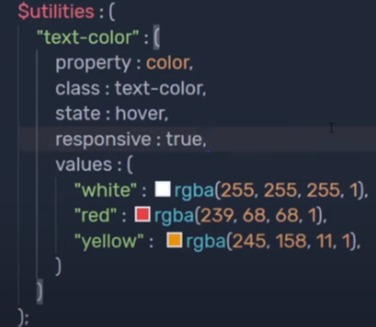 $utilities : (
"text-color" : (
property : color,
class : text-color,
state : hover,
responsive : true,
values : (
"white" : rgba(255, 255, 255, 1),
"red" : rgba(239, 68, 68, 1),
"yellow" : rgba(245, 158, 11, 1),
)
)
);